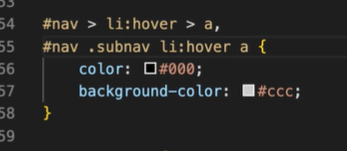 53
54 #nav > li:hover > a,
55 #nav .subnav li:hover a {
56 color: #000;
57 background-color: #ccc;
58 }
59